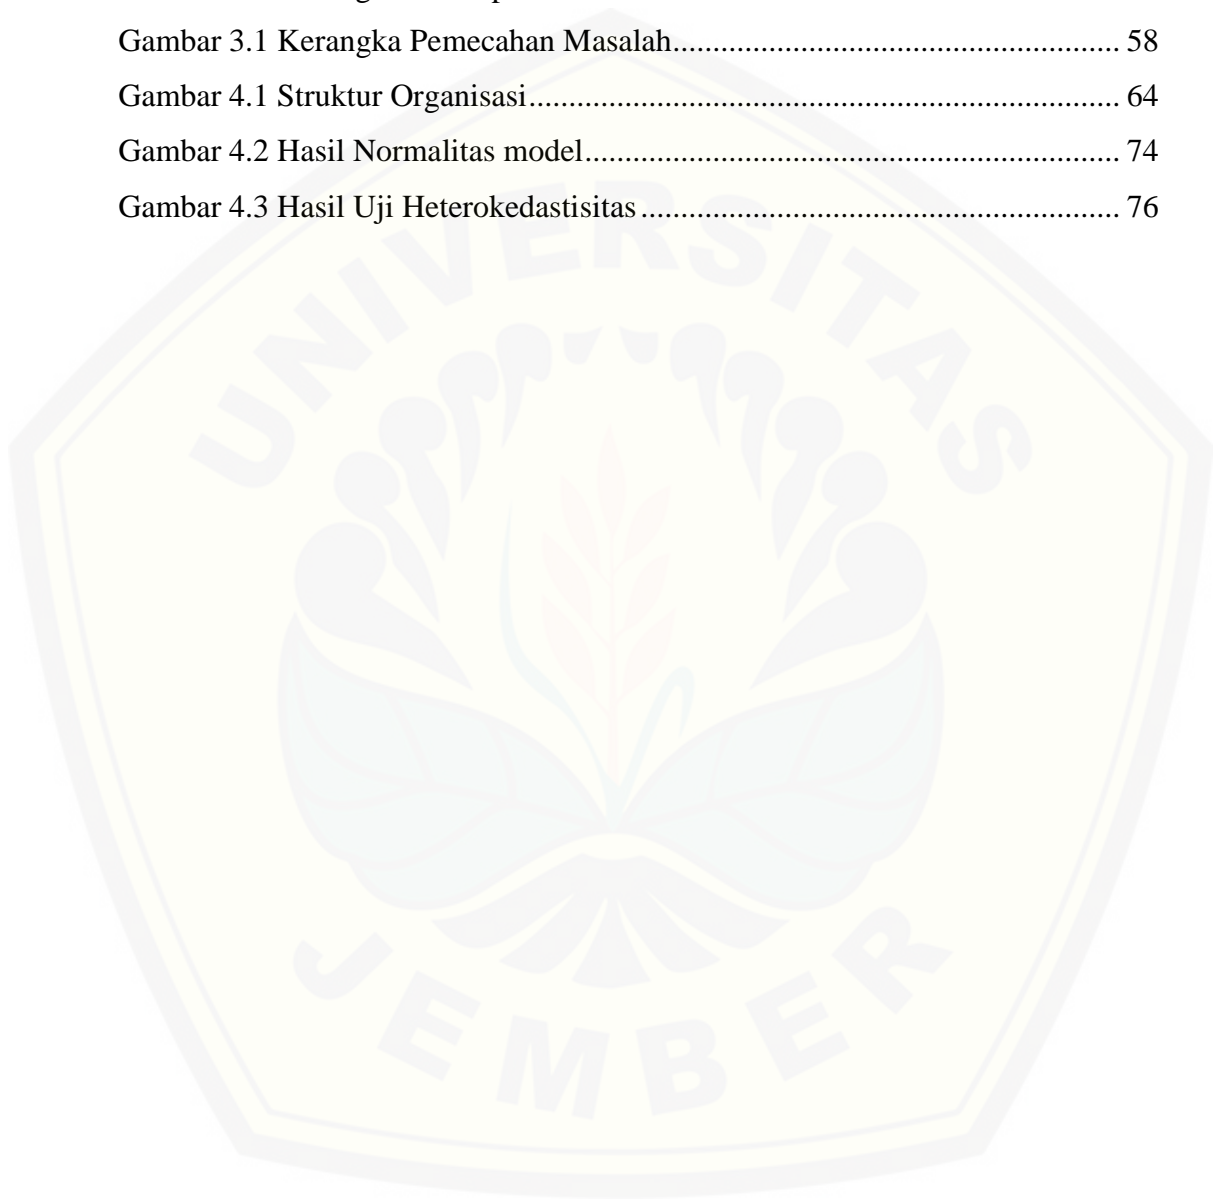 Gambar 3.1 Kerangka Pemecahan Masalah.................................................... 58
Gambar 4.1 Struktur Organisasi..................................................................... 64
Gambar 4.2 Hasil Normalitas model.............................................................. 74
Gambar 4.3 Hasil Uji Heterokedastisitas....................................................... 76
UNIVERSITAS
JEMBER